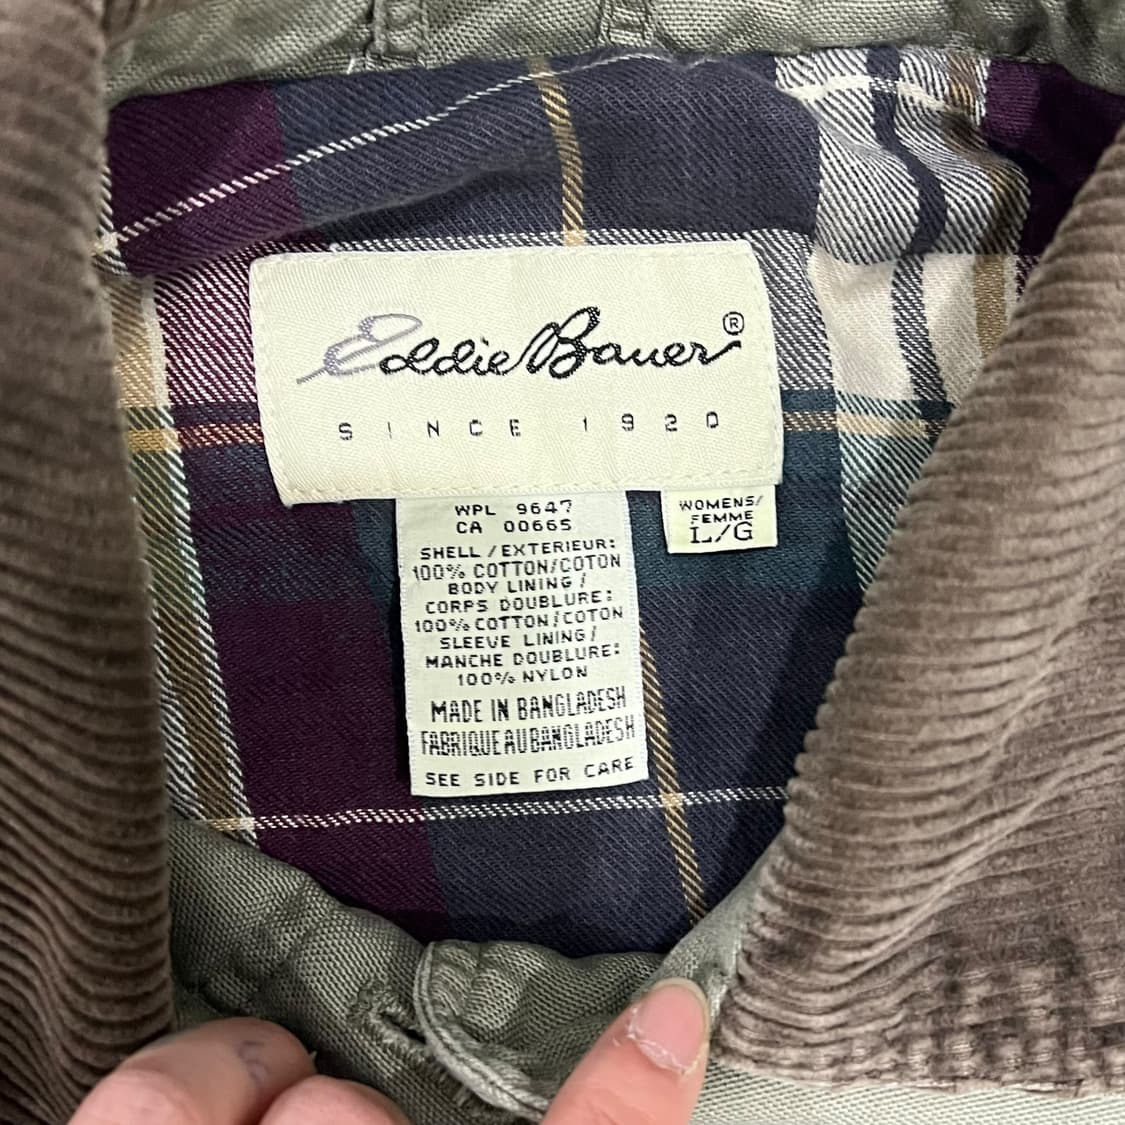 Eddie Bauer®
SINCE 1920
WPL 9647
CA 00665
SHELL/EXTERIEUR:
100% COTTON/COTON
BODY LINING/
CORPS DOUBLURE:
100% COTTON/COTON
SLEEVE LINING/
MANCHE DOUBLURE:
100% NYLON
MADE IN BANGLADESH
FABRIQUE AU BANGLADESH
SEE SIDE FOR CARE
WOMENS/
FEMME
L/G